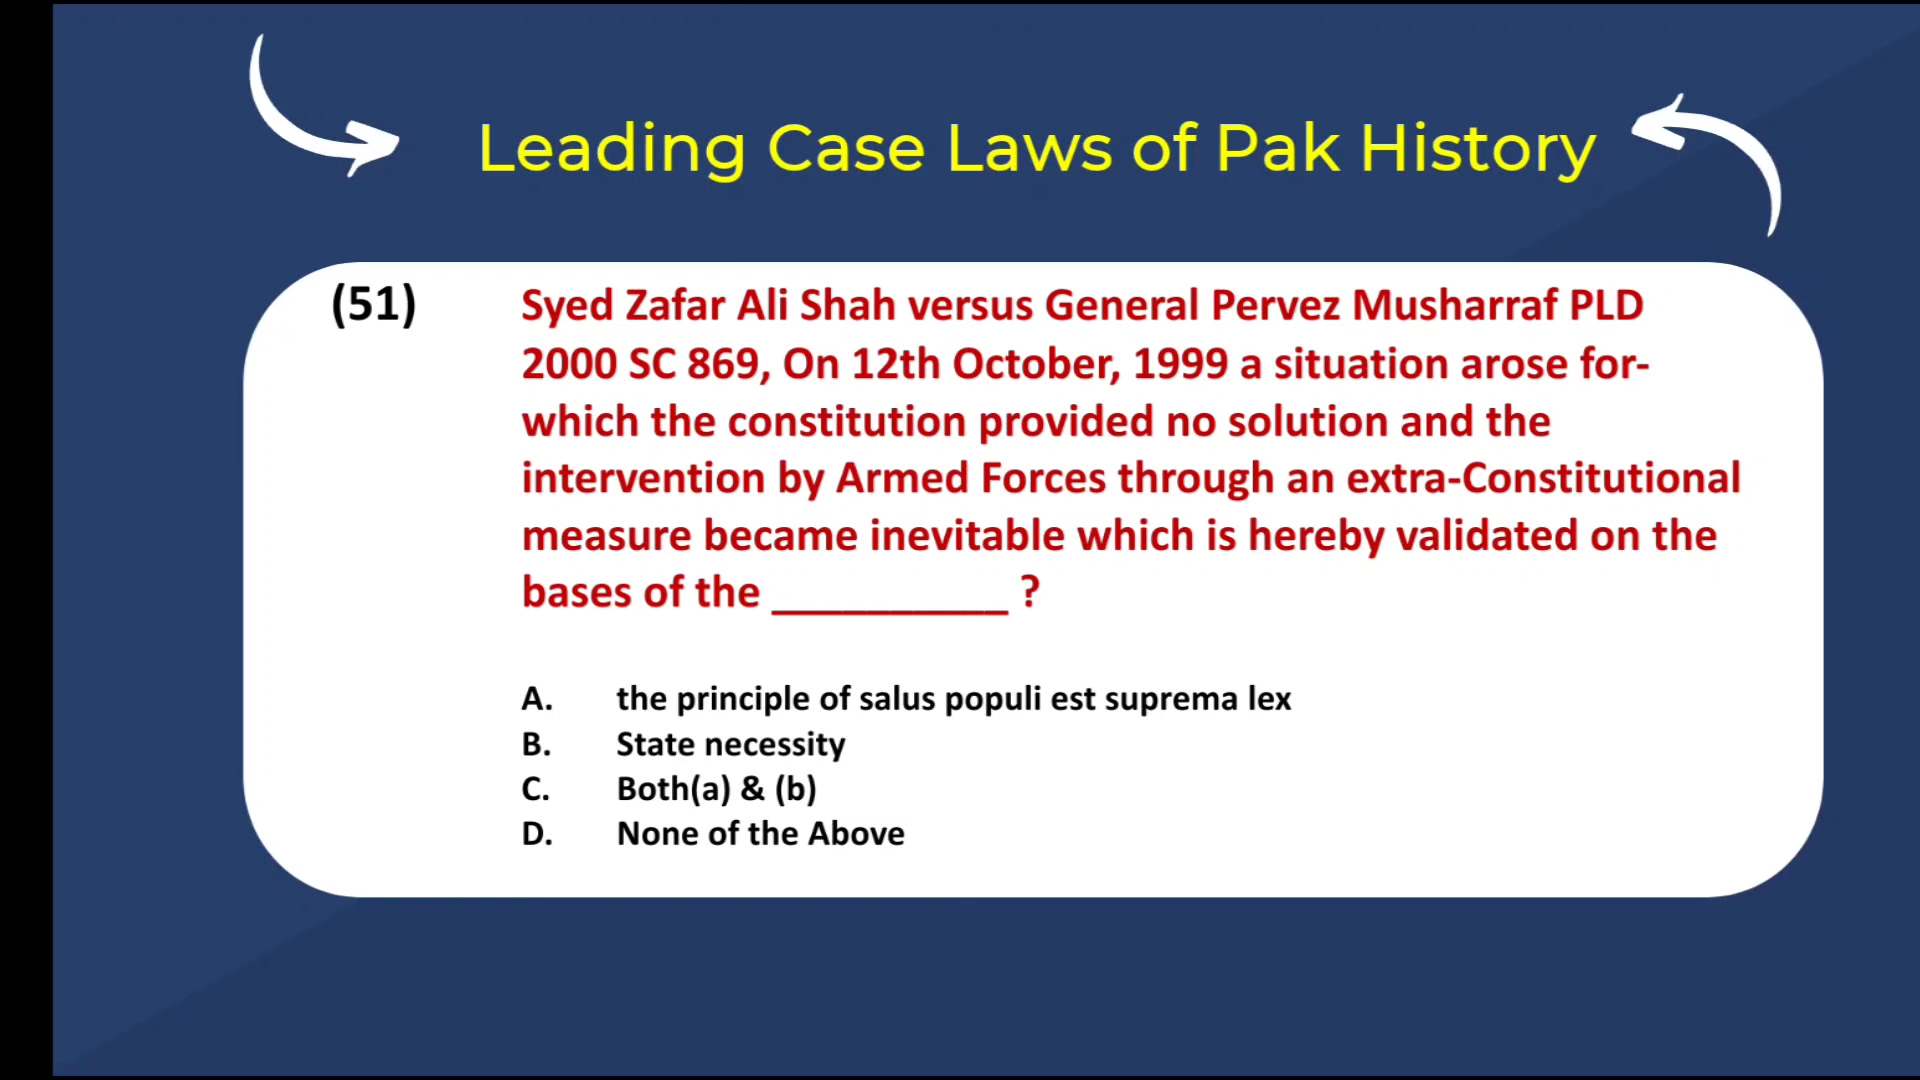 Leading Case Laws of Pak History
(51) Syed Zafar Ali Shah versus General Pervez Musharraf PLD
2000 SC 869, On 12th October, 1999 a situation arose for-
which the constitution provided no solution and the
intervention by Armed Forces through an extra-Constitutional
measure became inevitable which is hereby validated on the
bases of the __________ ?
A. the principle of salus populi est suprema lex
B. State necessity
C. Both(a) & (b)
D. None of the Above